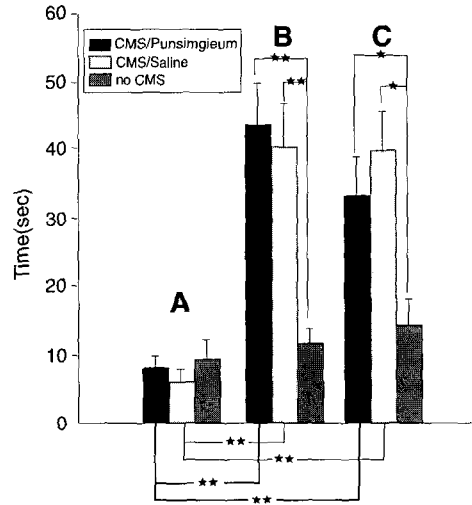 60
50
40
30
20
10
0
Time(sec)
CMS/Punsimgieum
CMS/Saline
no CMS
A
B
C
★★
★★
★
★
★★
★★
★★
★★